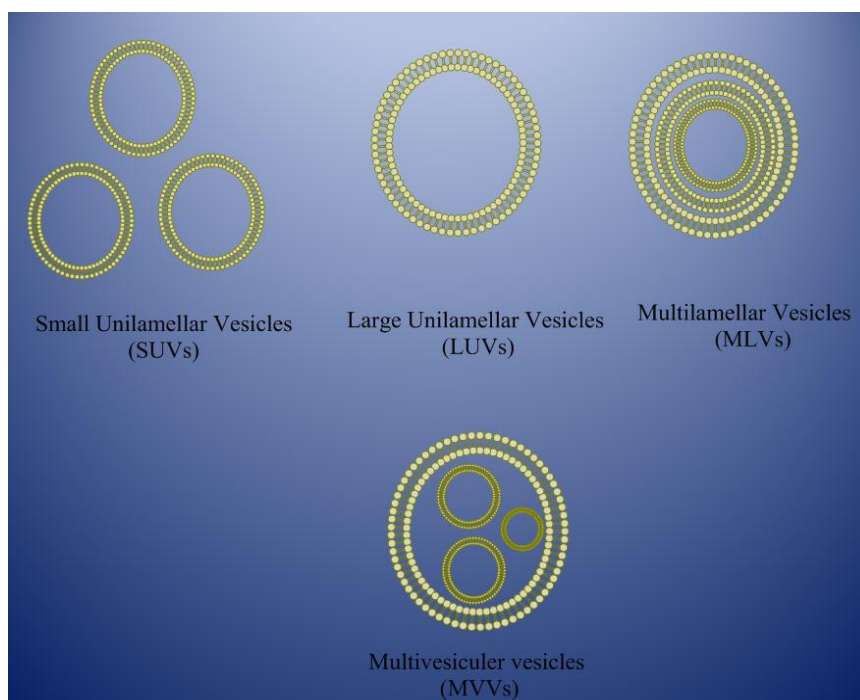 Small Unilamellar Vesicles
(SUVs)
Large Unilamellar Vesicles
(LUVs)
Multilamellar Vesicles
(MLVs)
Multivesiculer vesicles
(MVVs)